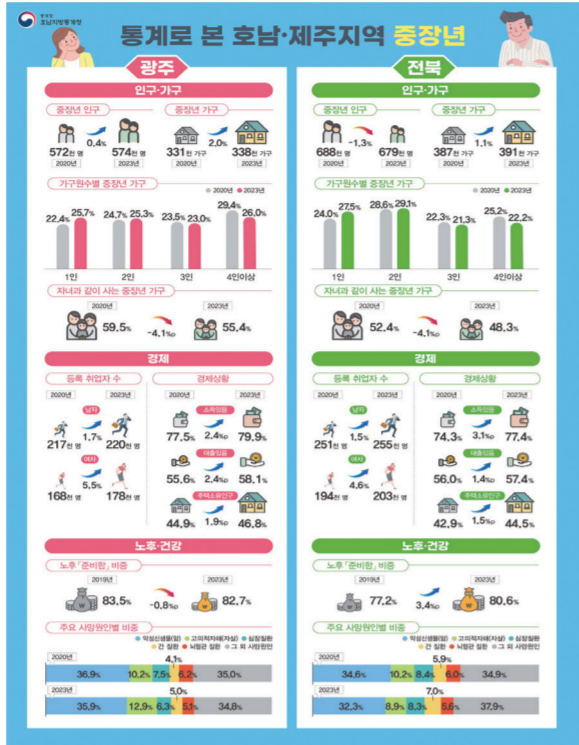 통계청
호남지방통계청
통계로 본 호남·제주지역 중장년
광주
인구·가구
중장년 인구
중장년 가구
572천 명
0.4%
574천 명
331천 가구
2.0%
338천 가구
2020년
2023년
2020년
2023년
가구원수별 중장년 가구
2020년
2023년
22.4%
25.7%
24.7%
25.3%
23.5%
23.0%
29.4%
26.0%
1인
2인
3인
4인이상
자녀과 같이 사는 중장년 가구
2020년
2023년
59.5%
-4.1%p
55.4%
경제
등록 취업자 수
경제상황
2020년
2023년
2020년
2023년
남자
217천 명
1.7%
220천 명
여자
168천 명
5.5%
178천 명
소득있음
77.5%
2.4%p
79.9%
대출있음
55.6%
2.4%p
58.1%
주택소유인구
44.9%
1.9%p
46.8%
노후·건강
노후「준비함」비중
2019년
2023년
83.5%
-0.8%p
82.7%
주요 사망원인별 비중
악성신생물(암)
고의적자해(자살)
심장질환
간 질환
뇌혈관 질환
그 외 사망원인
2020년
4.1%
36.9%
10.2%
7.5%
6.2%
35.0%
2023년
5.0%
35.9%
12.9%
6.3%
5.1%
34.8%
전북
인구·가구
중장년 인구
중장년 가구
688천 명
-1.3%
679천 명
387천 가구
1.1%
391천 가구
2020년
2023년
2020년
2023년
가구원수별 중장년 가구
2020년
2023년
24.0%
27.5%
28.6%
29.1%
22.3%
21.3%
25.2%
22.2%
1인
2인
3인
4인이상
자녀과 같이 사는 중장년 가구
2020년
2023년
52.4%
-4.1%p
48.3%
경제
등록 취업자 수
경제상황
2020년
2023년
2020년
2023년
남자
251천 명
1.5%
255천 명
여자
194천 명
4.6%
203천 명
소득있음
74.3%
3.1%p
77.4%
대출있음
56.0%
1.4%p
57.4%
주택소유인구
42.9%
1.5%p
44.5%
노후·건강
노후「준비함」비중
2019년
2023년
77.2%
3.4%p
80.6%
주요 사망원인별 비중
악성신생물(암)
고의적자해(자살)
심장질환
간 질환
뇌혈관 질환
그 외 사망원인
2020년
5.9%
34.6%
10.2%
8.4%
6.0%
34.9%
2023년
7.0%
32.3%
8.9%
8.3%
5.6%
37.9%